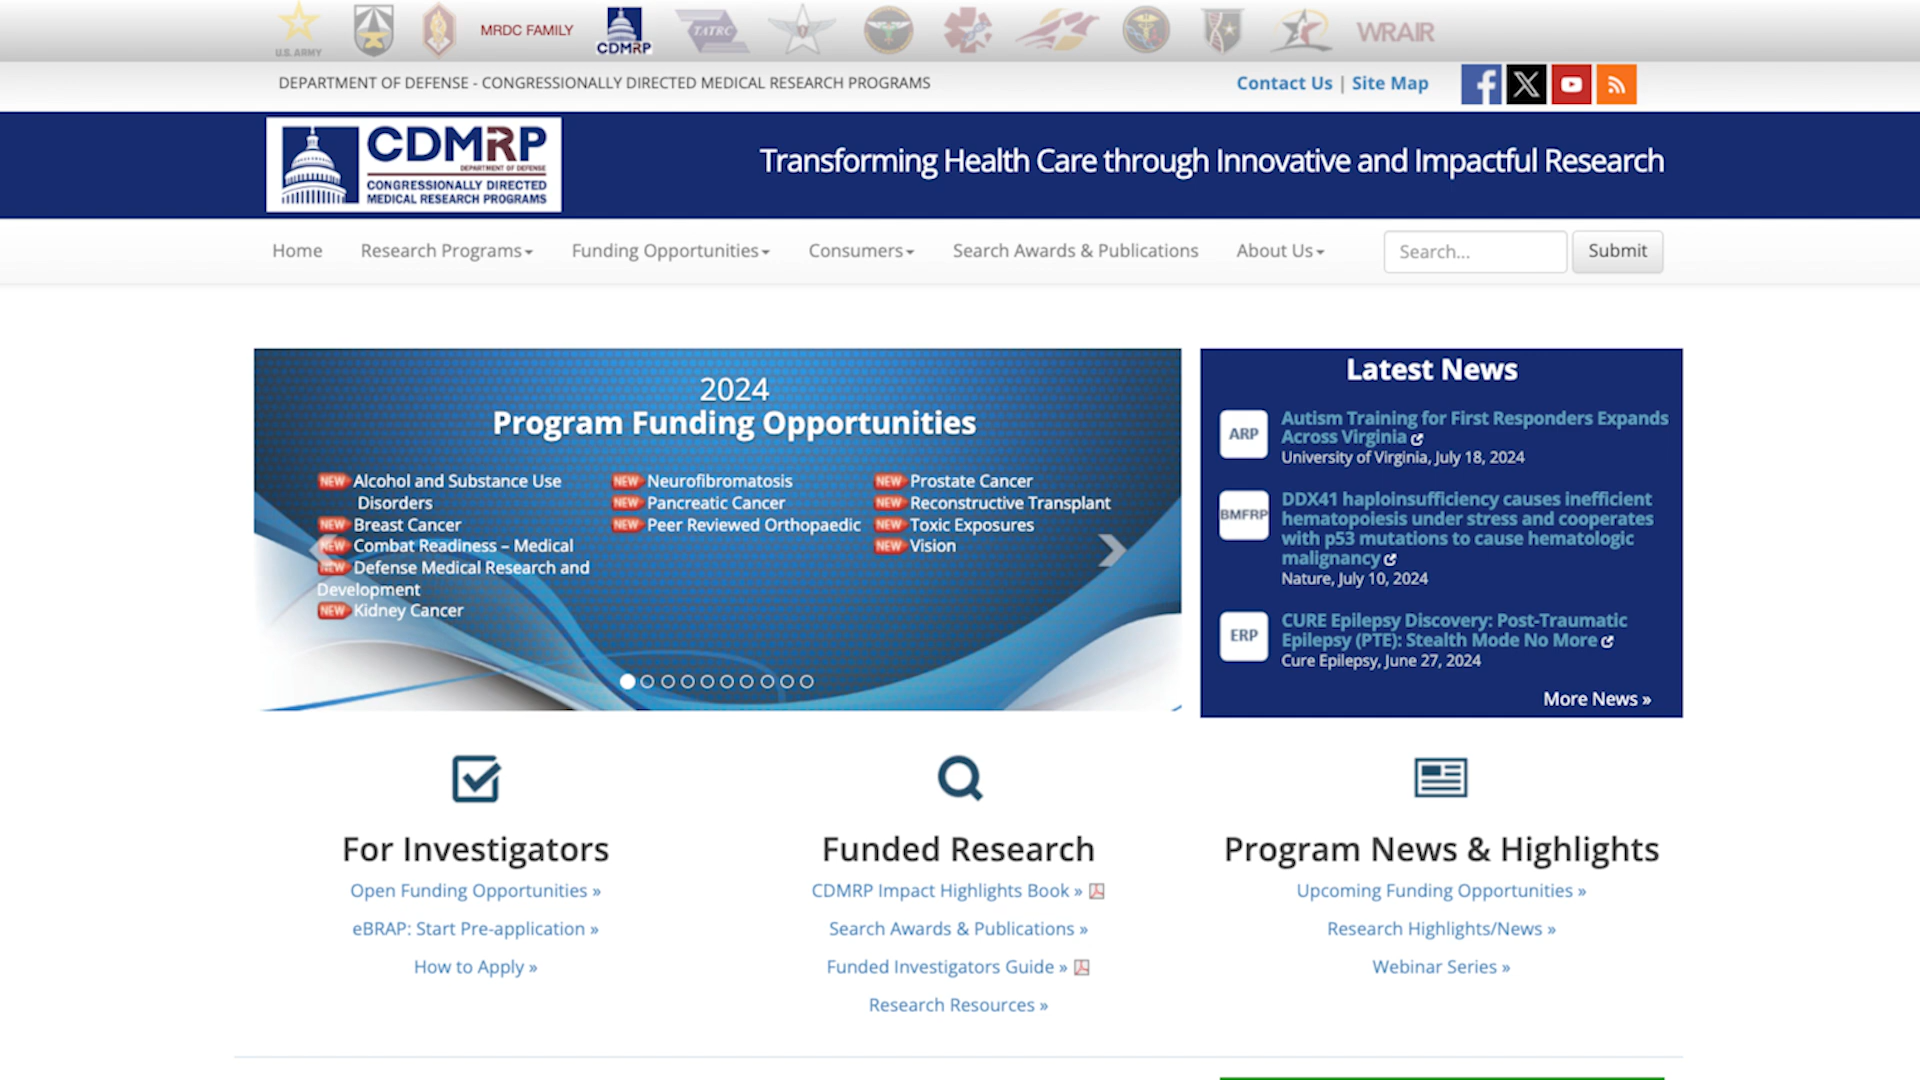 U.S. ARMY
MRDC FAMILY
CDMRP
TATRC
WRAIR
DEPARTMENT OF DEFENSE - CONGRESSIONALLY DIRECTED MEDICAL RESEARCH PROGRAMS
Contact Us | Site Map
CDMRP
DEPARTMENT OF DEFENSE
CONGRESSIONALLY DIRECTED
MEDICAL RESEARCH PROGRAMS
Transforming Health Care through Innovative and Impactful Research
Home
Research Programs
Funding Opportunities
Consumers
Search Awards & Publications
About Us
Search...
Submit
2024
Program Funding Opportunities
NEW Alcohol and Substance Use
Disorders
NEW Breast Cancer
NEW Combat Readiness – Medical
NEW Defense Medical Research and
Development
NEW Kidney Cancer
NEW Neurofibromatosis
NEW Pancreatic Cancer
NEW Peer Reviewed Orthopaedic
NEW Prostate Cancer
NEW Reconstructive Transplant
NEW Toxic Exposures
NEW Vision
Latest News
ARP
Autism Training for First Responders Expands
Across Virginia
University of Virginia, July 18, 2024
BMFRP
DDX41 haploinsufficiency causes inefficient
hematopoiesis under stress and cooperates
with p53 mutations to cause hematologic
malignancy
Nature, July 10, 2024
ERP
CURE Epilepsy Discovery: Post-Traumatic
Epilepsy (PTE): Stealth Mode No More
Cure Epilepsy, June 27, 2024
More News »
For Investigators
Open Funding Opportunities »
eBRAP: Start Pre-application »
How to Apply »
Funded Research
CDMRP Impact Highlights Book »
Search Awards & Publications »
Funded Investigators Guide »
Research Resources »
Program News & Highlights
Upcoming Funding Opportunities »
Research Highlights/News »
Webinar Series »